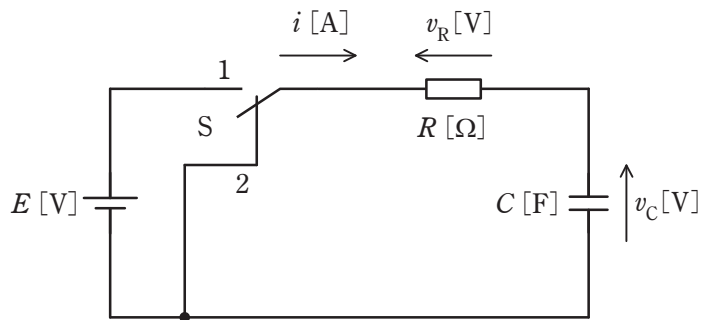 i [A]
v_R [V]
1
S
R [Ω]
2
E [V]
C [F]
v_C [V]